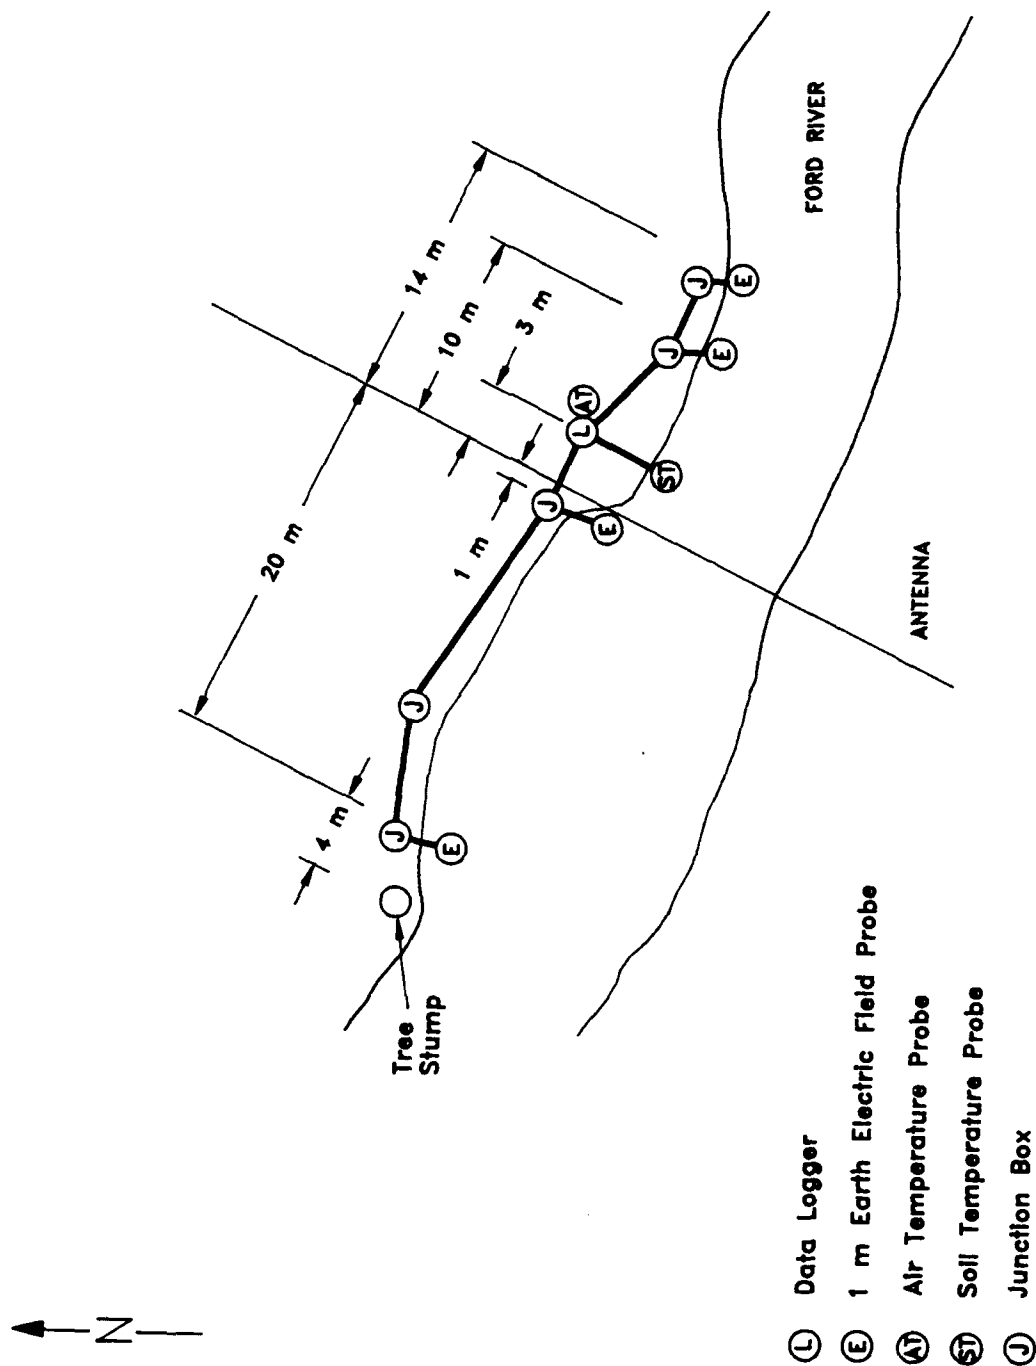 N
20 m
14 m
10 m
3 m
1 m
4 m
J
J
J
L
AT
J
J
E
E
ST
E
E
Tree
Stump
FORD RIVER
ANTENNA
L Data Logger
E 1 m Earth Electric Field Probe
AT Air Temperature Probe
ST Soil Temperature Probe
J Junction Box